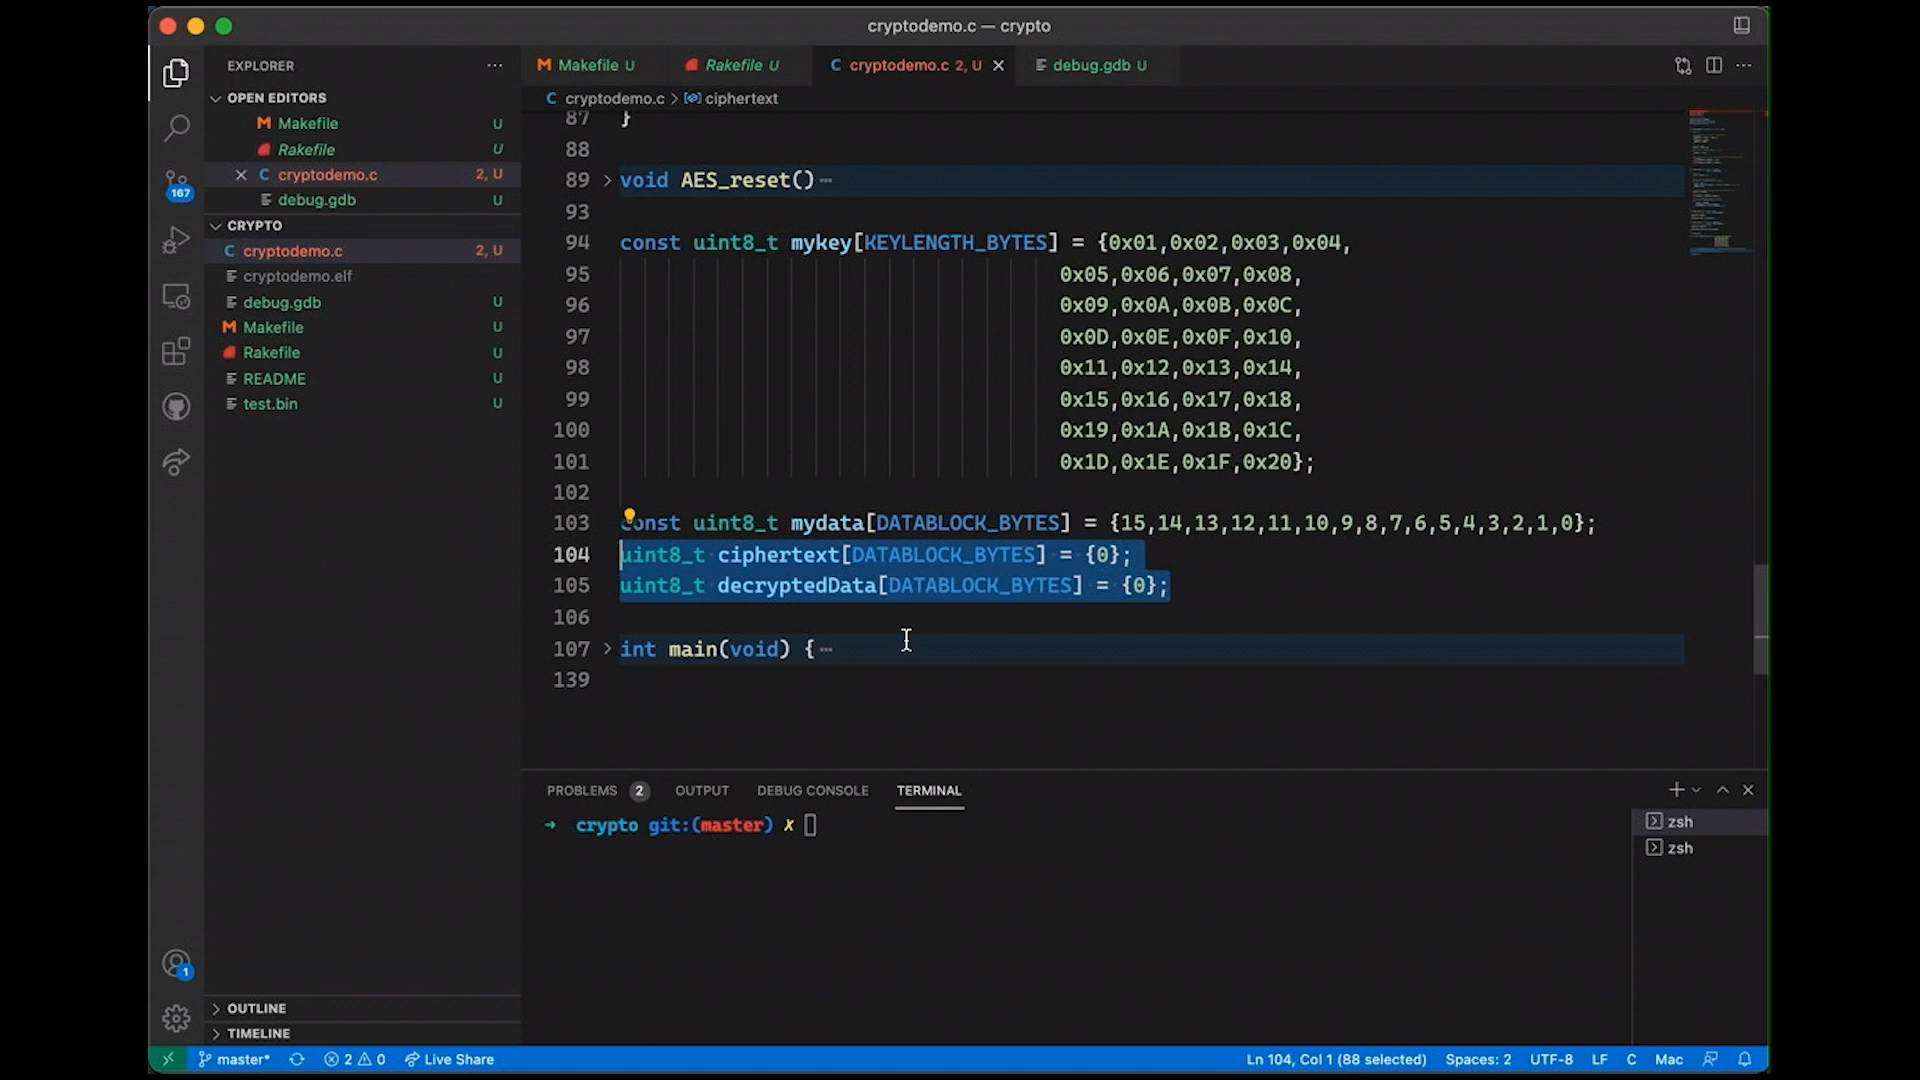 cryptodemo.c — crypto
EXPLORER
OPEN EDITORS
Makefile U
Rakefile U
cryptodemo.c 2, U
debug.gdb U
CRYPTO
cryptodemo.c 2, U
cryptodemo.elf
debug.gdb U
Makefile U
Rakefile U
README U
test.bin U
OUTLINE
TIMELINE
167
1
Makefile U Rakefile U cryptodemo.c 2, U debug.gdb U
cryptodemo.c > ciphertext
87 }
88
89 void AES_reset()
93
94 const uint8_t mykey[KEYLENGTH_BYTES] = {0x01,0x02,0x03,0x04,
95 0x05,0x06,0x07,0x08,
96 0x09,0x0A,0x0B,0x0C,
97 0x0D,0x0E,0x0F,0x10,
98 0x11,0x12,0x13,0x14,
99 0x15,0x16,0x17,0x18,
100 0x19,0x1A,0x1B,0x1C,
101 0x1D,0x1E,0x1F,0x20};
102
103 const uint8_t mydata[DATABLOCK_BYTES] = {15,14,13,12,11,10,9,8,7,6,5,4,3,2,1,0};
104 uint8_t ciphertext[DATABLOCK_BYTES] = {0};
105 uint8_t decryptedData[DATABLOCK_BYTES] = {0};
106
107 int main(void) {
139
PROBLEMS 2 OUTPUT DEBUG CONSOLE TERMINAL
→ crypto git:(master) ✗
zsh
zsh
master* 2 0 Live Share Ln 104, Col 1 (88 selected) Spaces: 2 UTF-8 LF C Mac